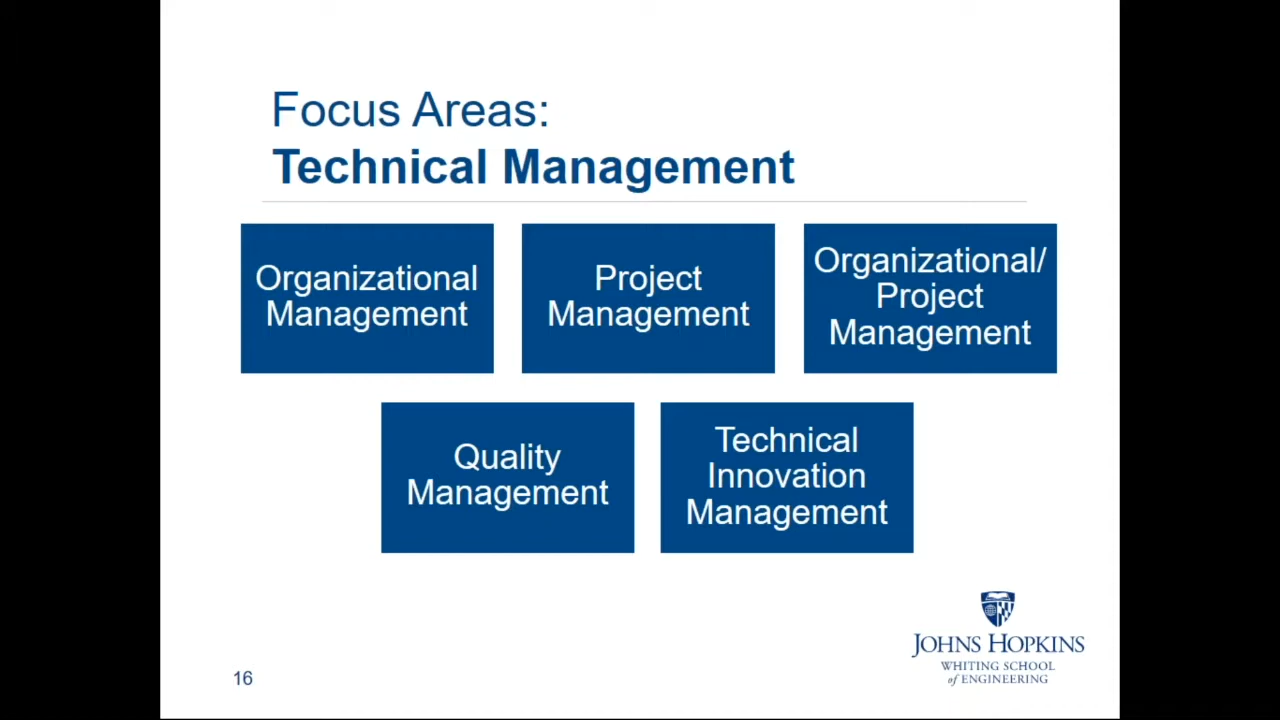 Focus Areas:
Technical Management
Organizational
Management
Project
Management
Organizational/
Project
Management
Quality
Management
Technical
Innovation
Management
16
JOHNS HOPKINS
WHITING SCHOOL
of ENGINEERING